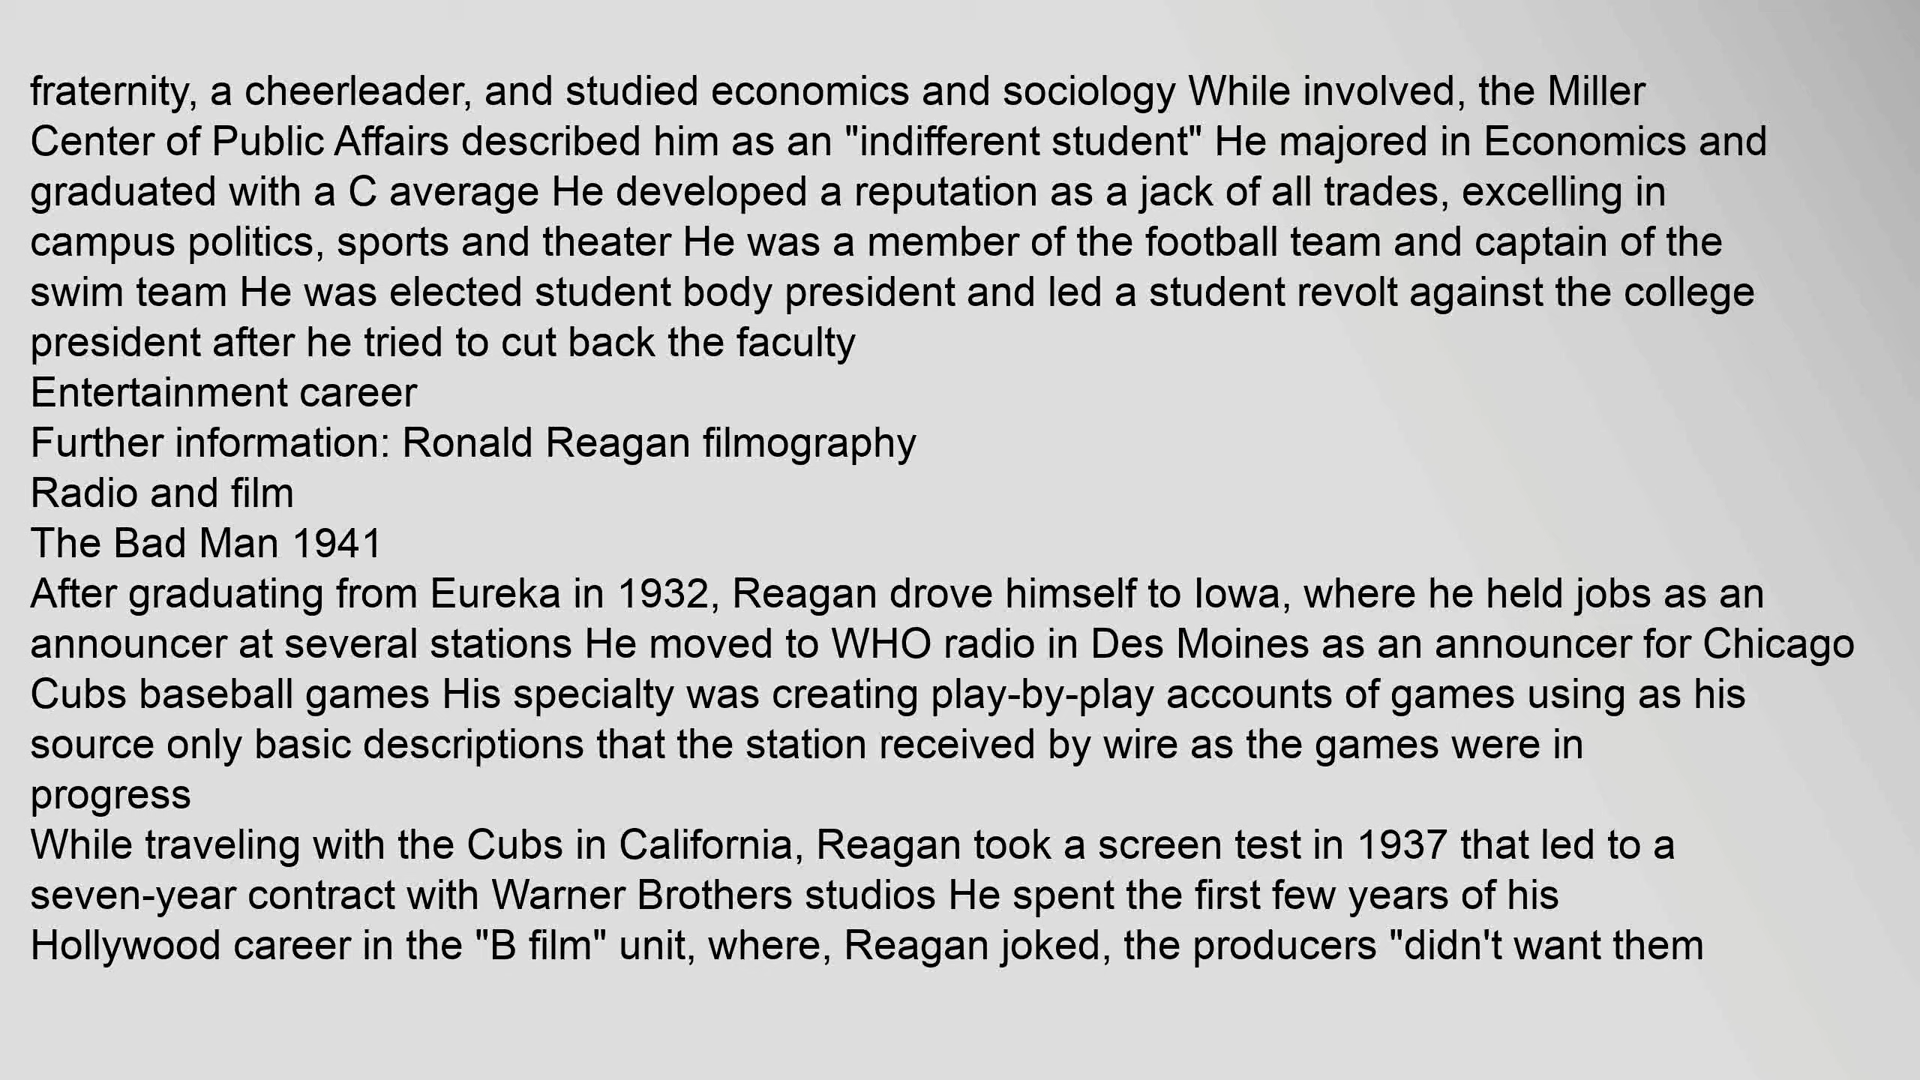 fraternity, a cheerleader, and studied economics and sociology While involved, the Miller
Center of Public Affairs described him as an "indifferent student" He majored in Economics and
graduated with a C average He developed a reputation as a jack of all trades, excelling in
campus politics, sports and theater He was a member of the football team and captain of the
swim team He was elected student body president and led a student revolt against the college
president after he tried to cut back the faculty
Entertainment career
Further information: Ronald Reagan filmography
Radio and film
The Bad Man 1941
After graduating from Eureka in 1932, Reagan drove himself to Iowa, where he held jobs as an
announcer at several stations He moved to WHO radio in Des Moines as an announcer for Chicago
Cubs baseball games His specialty was creating play-by-play accounts of games using as his
source only basic descriptions that the station received by wire as the games were in
progress
While traveling with the Cubs in California, Reagan took a screen test in 1937 that led to a
seven-year contract with Warner Brothers studios He spent the first few years of his
Hollywood career in the "B film" unit, where, Reagan joked, the producers "didn't want them